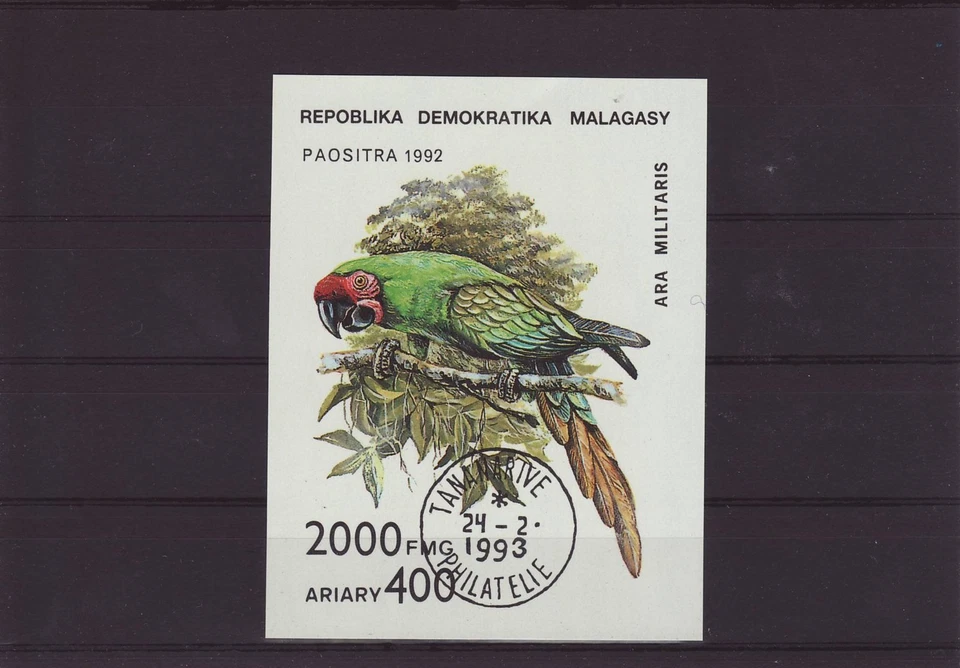 REPOBLIKA DEMOKRATIKA MALAGASY
PAOSITRA 1992
ARA MILITARIS
2000 FMG
ARIARY 400
TANANARIVE
*
24 - 2.
1993
PHILATELIE